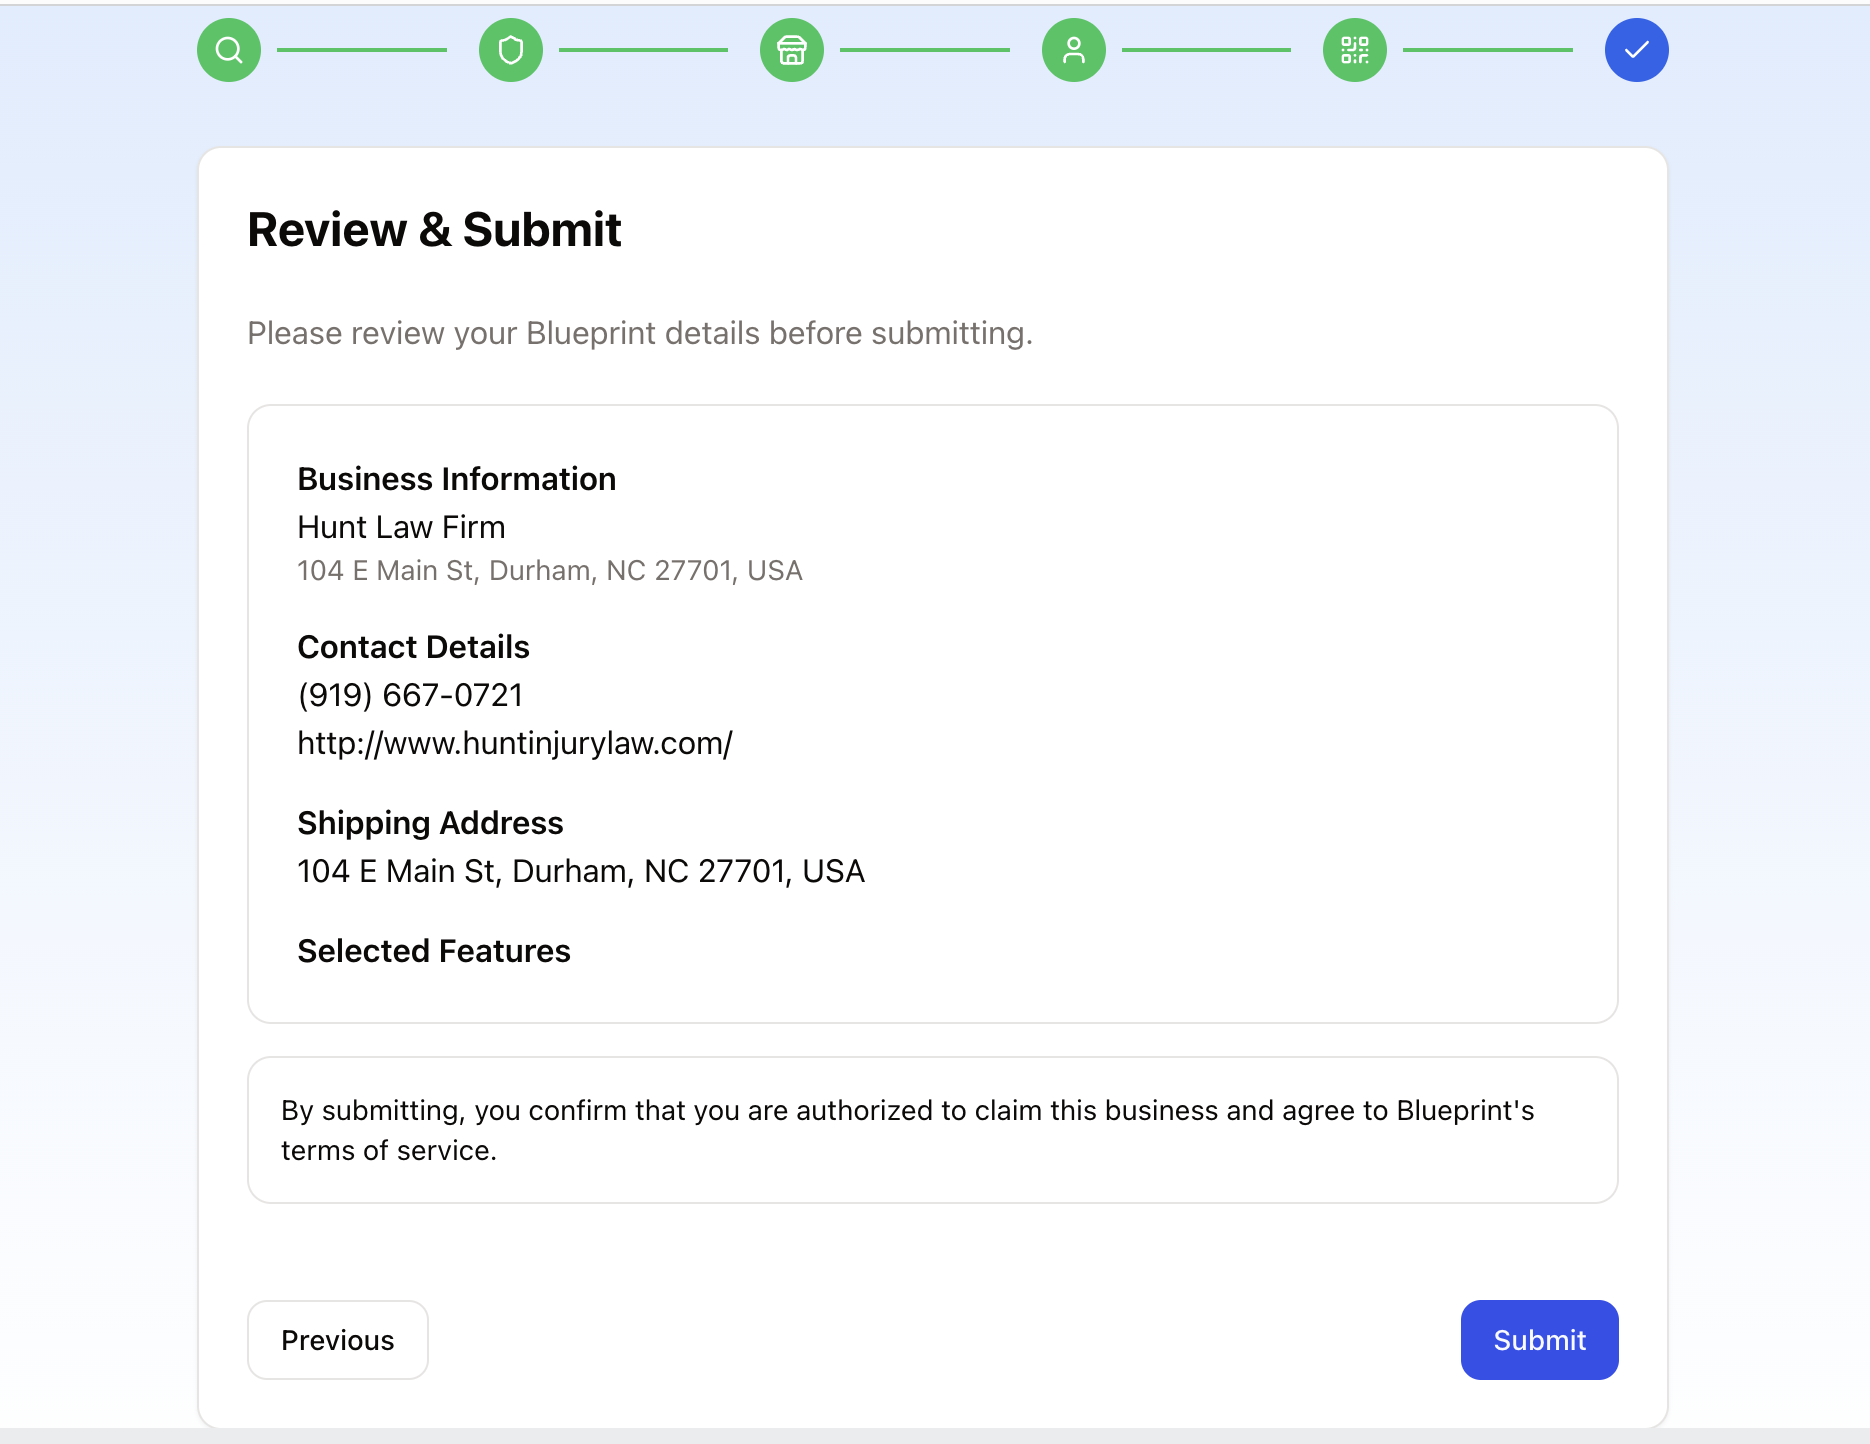 Review & Submit
Please review your Blueprint details before submitting.
Business Information
Hunt Law Firm
104 E Main St, Durham, NC 27701, USA
Contact Details
(919) 667-0721
http://www.huntinjurylaw.com/
Shipping Address
104 E Main St, Durham, NC 27701, USA
Selected Features
By submitting, you confirm that you are authorized to claim this business and agree to Blueprint's
terms of service.
Previous
Submit